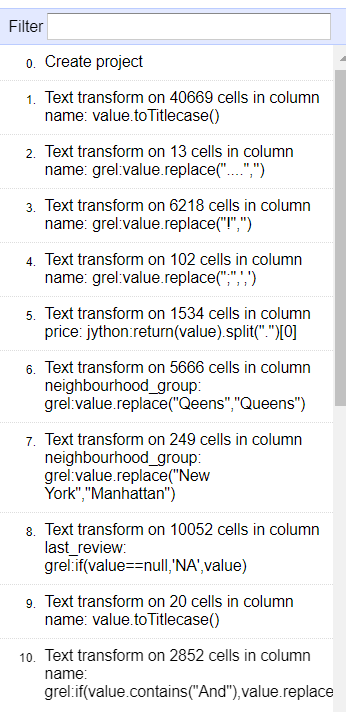 Filter
0. Create project
1. Text transform on 40669 cells in column
name: value.toTitlecase()
2. Text transform on 13 cells in column
name: grel:value.replace("....",'')
3. Text transform on 6218 cells in column
name: grel:value.replace("!",'')
4. Text transform on 102 cells in column
name: grel:value.replace(";",',')
5. Text transform on 1534 cells in column
price: jython:return(value).split(".")[0]
6. Text transform on 5666 cells in column
neighbourhood_group:
grel:value.replace("Qeens","Queens")
7. Text transform on 249 cells in column
neighbourhood_group:
grel:value.replace("New
York","Manhattan")
8. Text transform on 10052 cells in column
last_review:
grel:if(value==null,'NA',value)
9. Text transform on 20 cells in column
name: value.toTitlecase()
10. Text transform on 2852 cells in column
name:
grel:if(value.contains("And"),value.replace